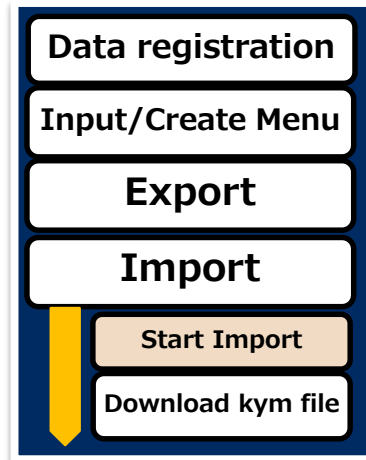 Data registration
Input/Create Menu
Export
Import
Start Import
Download kym file